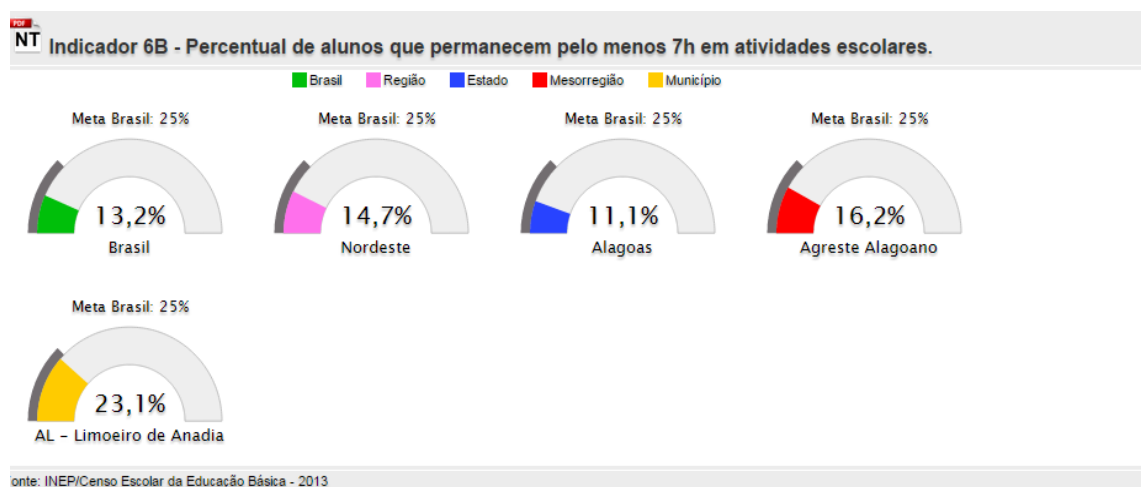 PDF
NT
Indicador 6B - Percentual de alunos que permanecem pelo menos 7h em atividades escolares.
Brasil Região Estado Mesorregião Município
Meta Brasil: 25% Meta Brasil: 25% Meta Brasil: 25% Meta Brasil: 25%
13,2% 14,7% 11,1% 16,2%
Brasil Nordeste Alagoas Agreste Alagoano
Meta Brasil: 25%
23,1%
AL - Limoeiro de Anadia
onte: INEP/Censo Escolar da Educação Básica - 2013